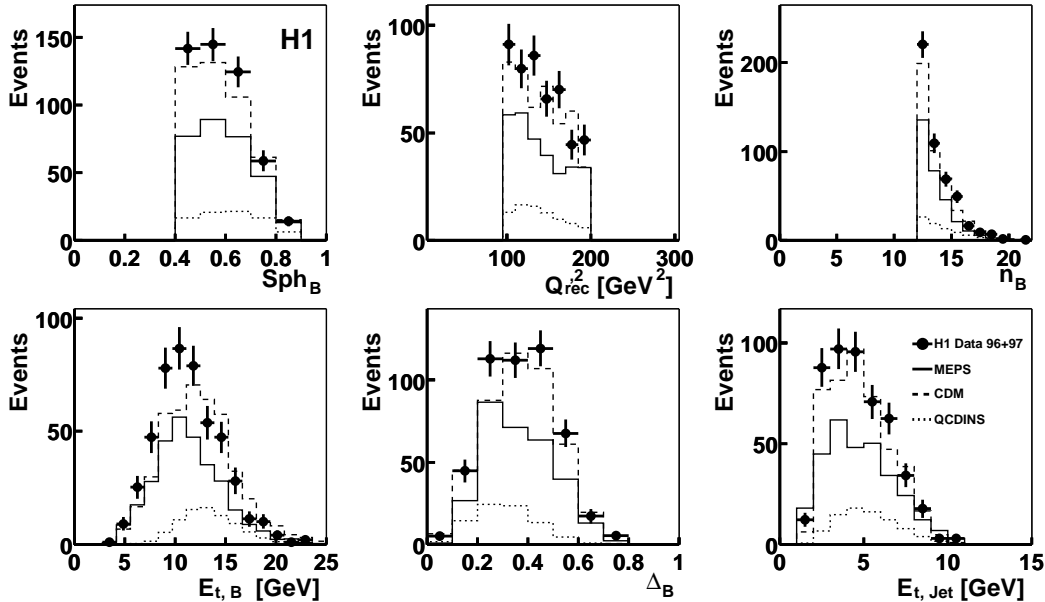 Events
150
100
50
0
H1
0 0.2 0.4 0.6 0.8 1
Sph_B
Events
100
50
0
100 200 300
Q'^2_rec [GeV^2]
Events
200
100
0
0 5 10 15 20
n_B
Events
100
50
0
0 5 10 15 20 25
E_t, B [GeV]
Events
100
0
0 0.2 0.4 0.6 0.8 1
Δ_B
Events
100
50
0
H1 Data 96+97
MEPS
CDM
QCDINS
0 5 10 15
E_t, Jet [GeV]